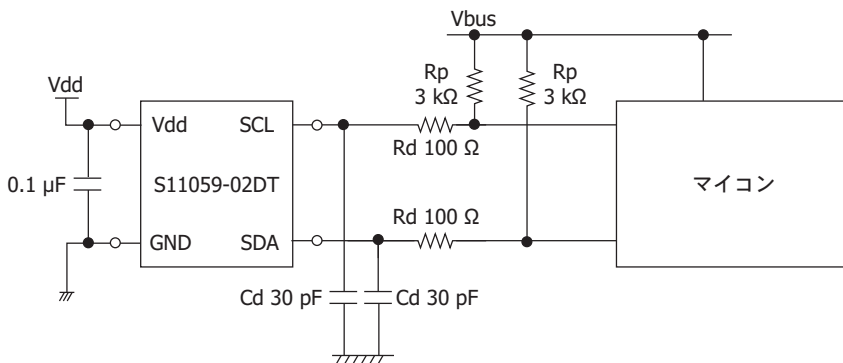 Vbus
Rp
3 kΩ
Rp
3 kΩ
Vdd
Vdd
SCL
Rd 100 Ω
0.1 µF
S11059-02DT
マイコン
Rd 100 Ω
GND
SDA
Cd 30 pF
Cd 30 pF